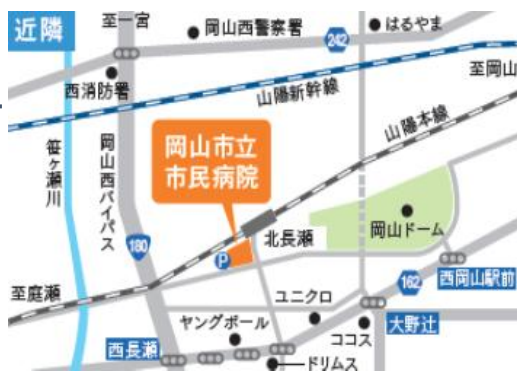 近隣
至一宮
岡山西警察署
242
はるやま
西消防署
山陽新幹線
至岡山
笹ヶ瀬川
岡山西バイパス
岡山市立
市民病院
山陽本線
180
P
北長瀬
岡山ドーム
至庭瀬
162
西岡山駅前
ユニクロ
ヤングボール
ココス
大野辻
西長瀬
ドリムス